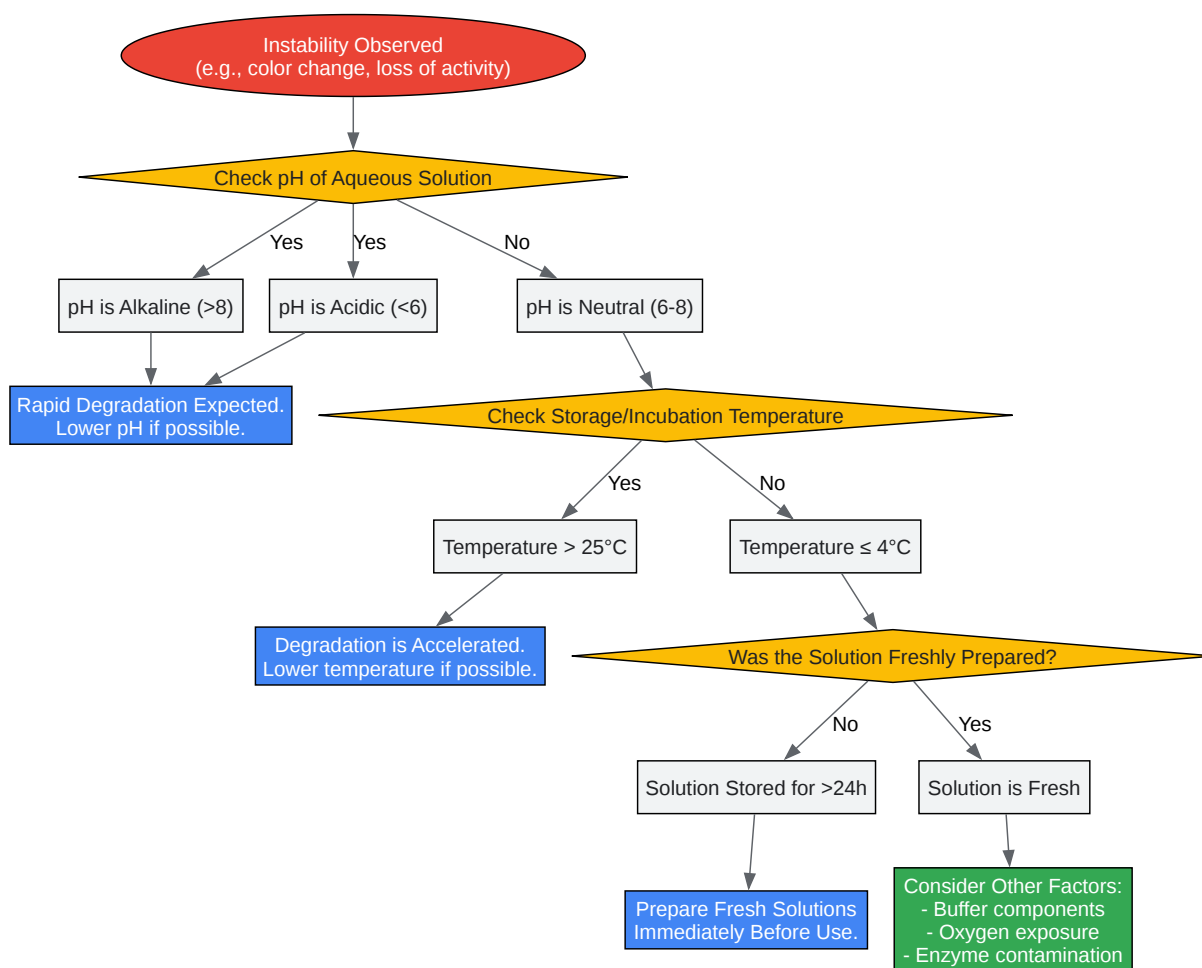 Instability Observed
(e.g., color change, loss of activity)
Check pH of Aqueous Solution
Yes
Yes
No
pH is Alkaline (>8)
pH is Acidic (<6)
pH is Neutral (6-8)
Rapid Degradation Expected.
Lower pH if possible.
Check Storage/Incubation Temperature
Yes
No
Temperature > 25°C
Temperature ≤ 4°C
Degradation is Accelerated.
Lower temperature if possible.
Was the Solution Freshly Prepared?
No
Yes
Solution Stored for >24h
Solution is Fresh
Prepare Fresh Solutions
Immediately Before Use.
Consider Other Factors:
- Buffer components
- Oxygen exposure
- Enzyme contamination